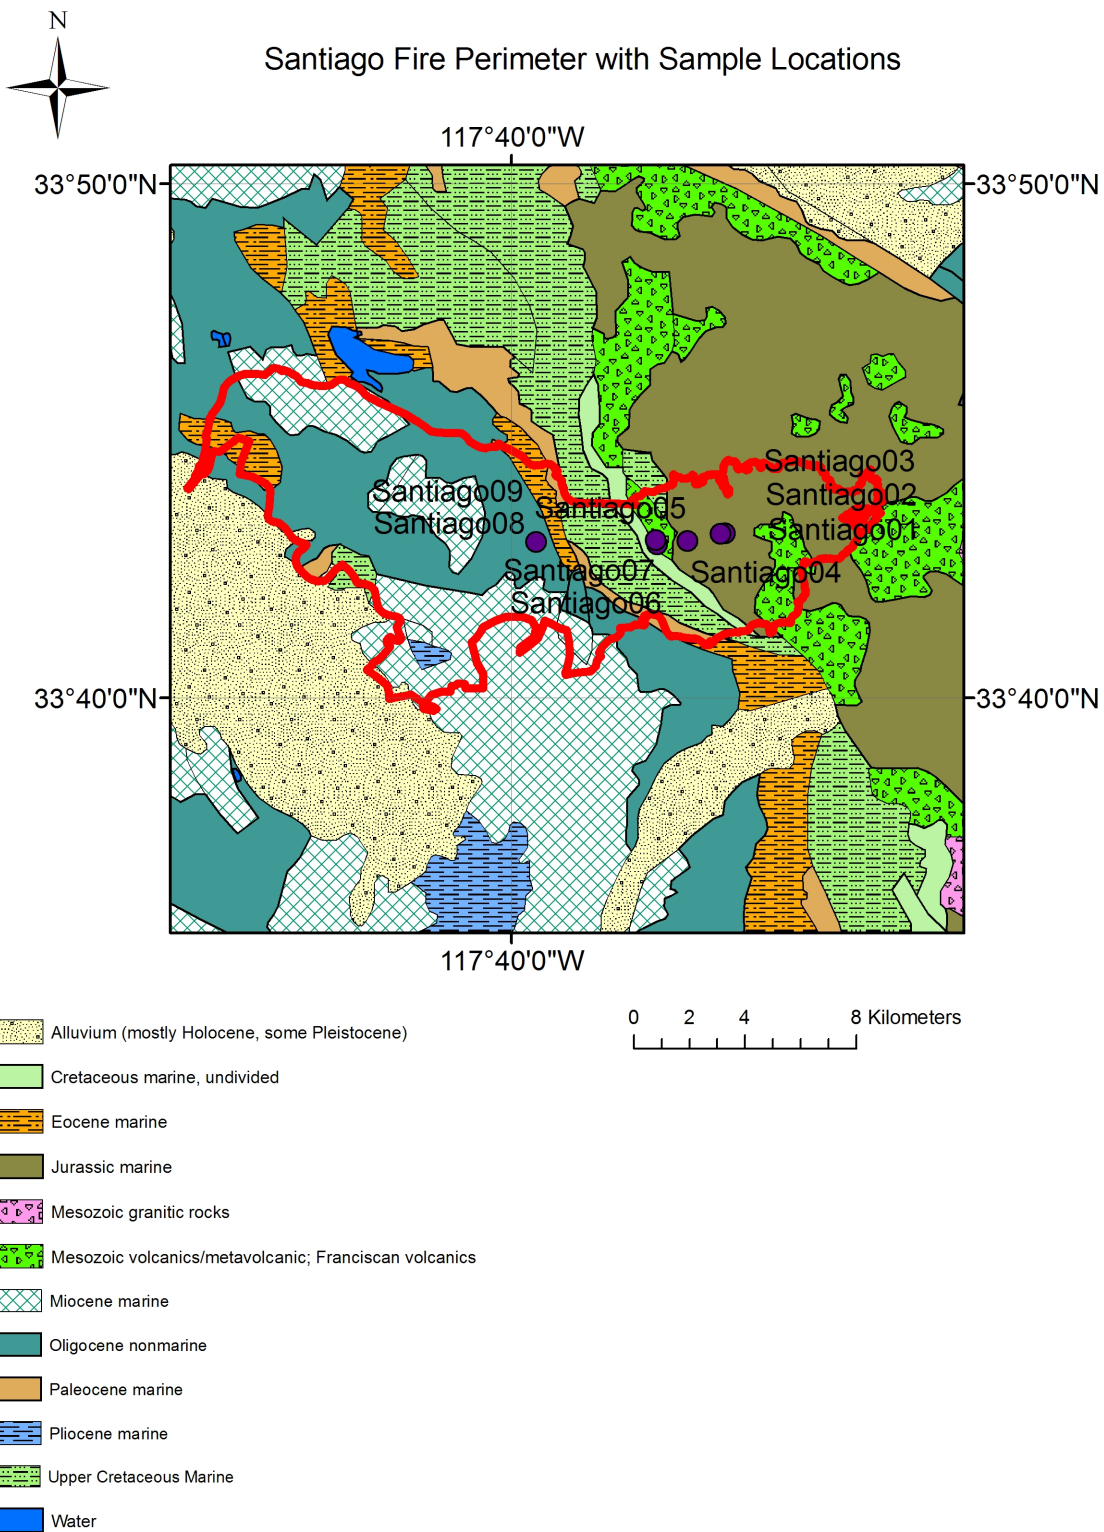 N
Santiago Fire Perimeter with Sample Locations
117°40'0"W
33°50'0"N
33°50'0"N
Santiago03
Santiago09
Santiago02
Santiago05
Santiago08
Santiago01
Santiago07
Santiago04
Santiago06
33°40'0"N
33°40'0"N
117°40'0"W
0 2 4 8 Kilometers
Alluvium (mostly Holocene, some Pleistocene)
Cretaceous marine, undivided
Eocene marine
Jurassic marine
Mesozoic granitic rocks
Mesozoic volcanics/metavolcanic; Franciscan volcanics
Miocene marine
Oligocene nonmarine
Paleocene marine
Pliocene marine
Upper Cretaceous Marine
Water